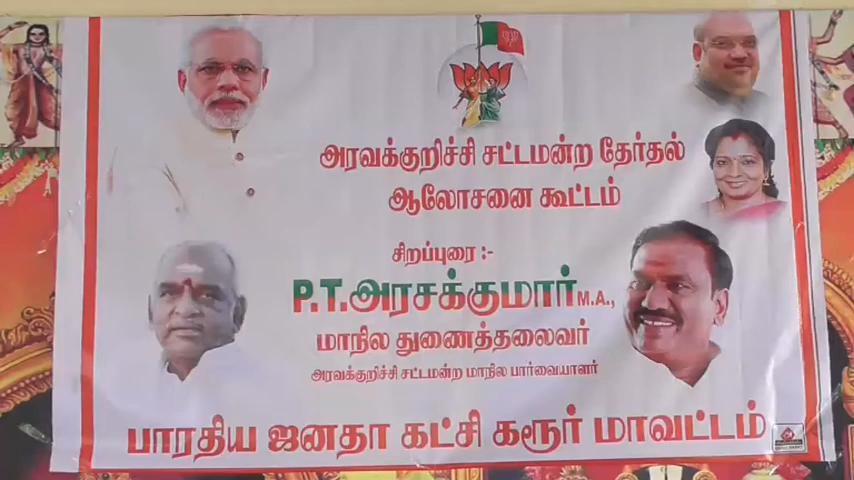 அரவக்குறிச்சி சட்டமன்ற தேர்தல்
ஆலோசனை கூட்டம்
சிறப்புரை :-
P.T.அரசக்குமார் M.A.,
மாநில துணைத்தலைவர்
அரவக்குறிச்சி சட்டமன்ற மாநில பார்வையாளர்
பாரதிய ஜனதா கட்சி கரூர் மாவட்டம்